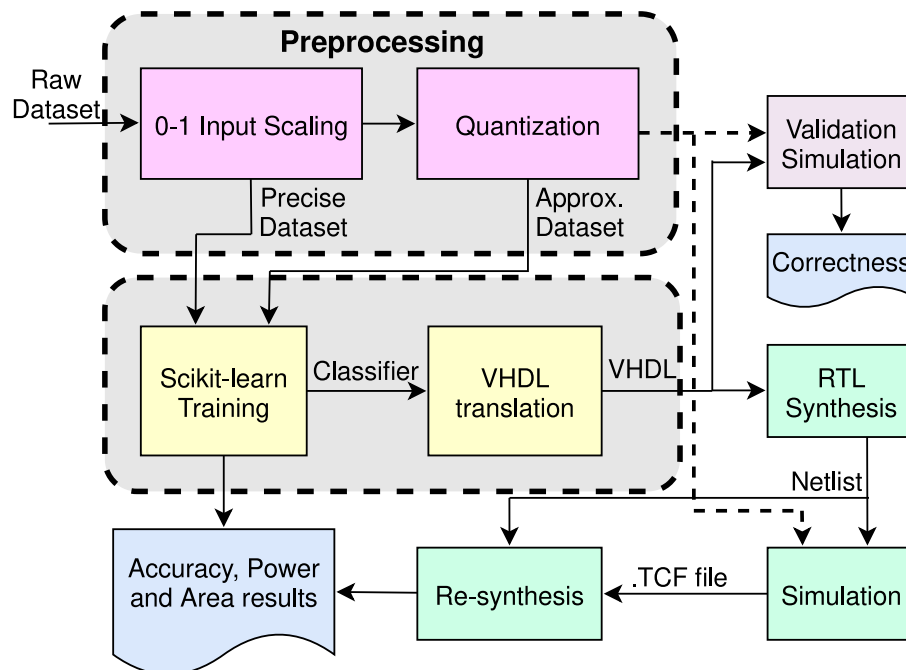 Preprocessing
Raw
Dataset
0-1 Input Scaling
Quantization
Validation
Simulation
Precise
Dataset
Approx.
Dataset
Correctness
Scikit-learn
Training
Classifier
VHDL
translation
VHDL
RTL
Synthesis
Netlist
Accuracy, Power
and Area results
Re-synthesis
.TCF file
Simulation